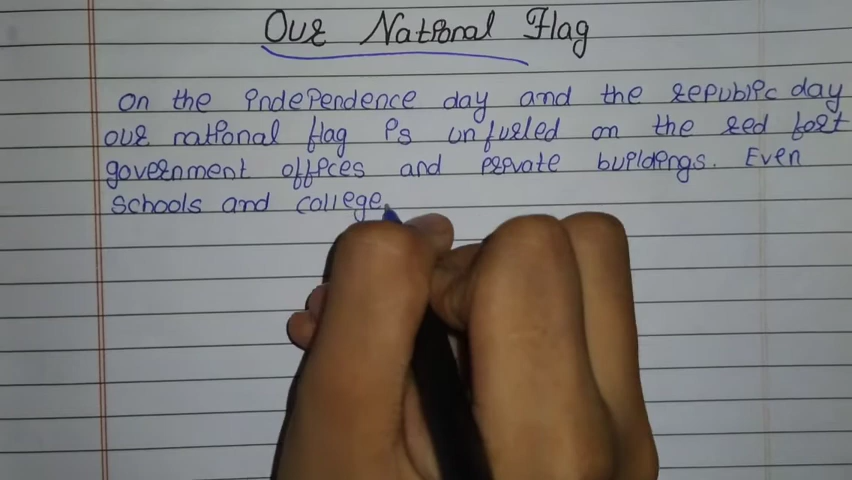 Our National Flag
On the independence day and the republic day
our national flag is unfurled on the red fort
government offices and private buildings. Even
schools and college